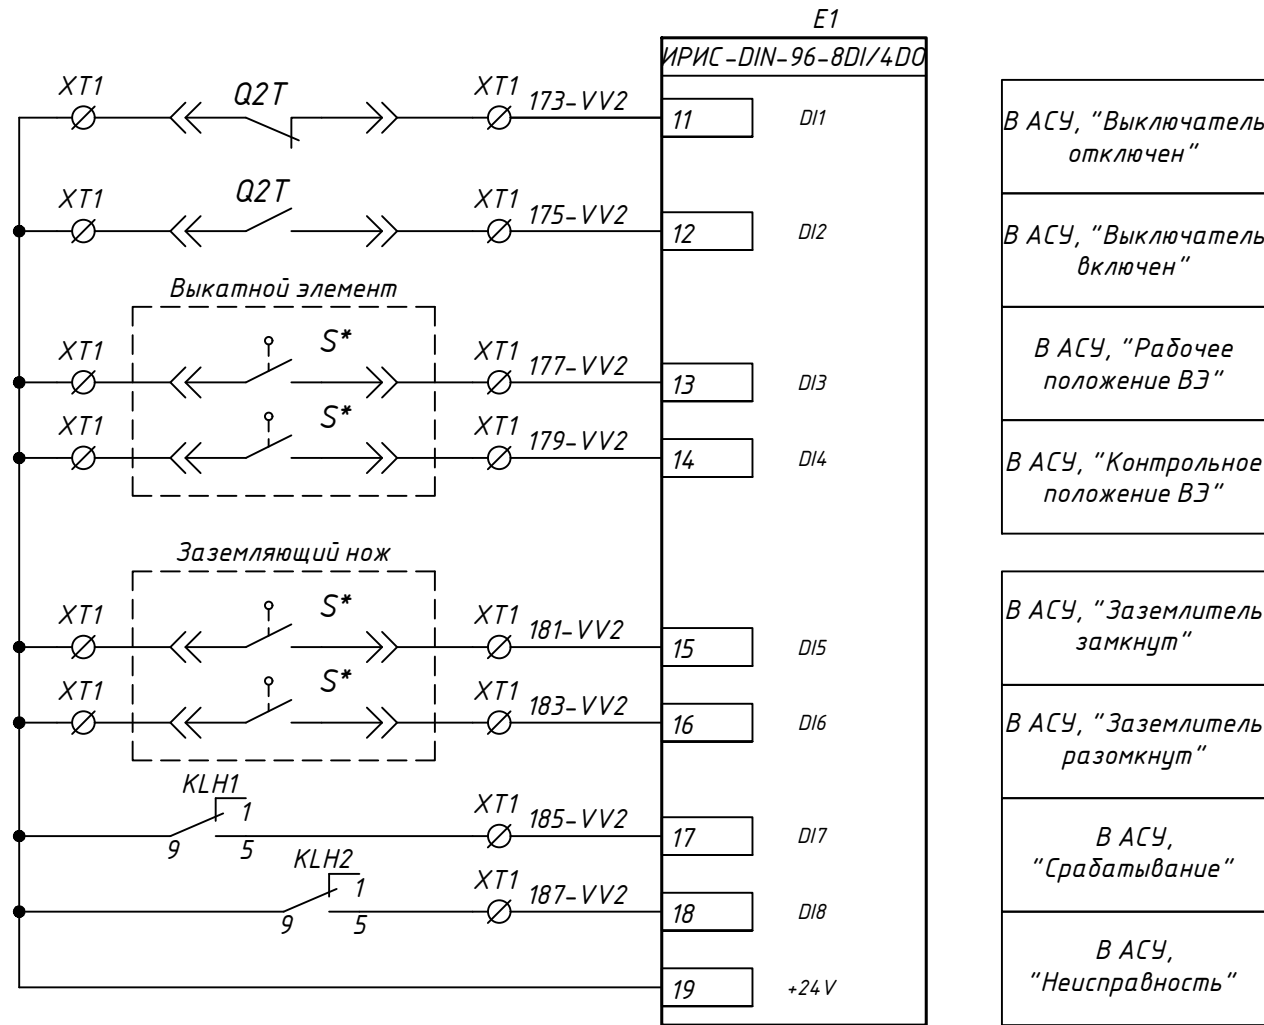 E1
ИРИС-DIN-96-8DI/4DO
XT1 Q2T XT1 173-VV2 11 DI1
В АСУ, "Выключатель
отключен"
XT1 Q2T XT1 175-VV2 12 DI2
В АСУ, "Выключатель
включен"
Выкатной элемент
XT1 S* XT1 177-VV2 13 DI3
В АСУ, "Рабочее
положение ВЭ"
XT1 S* XT1 179-VV2 14 DI4
В АСУ, "Контрольное
положение ВЭ"
Заземляющий нож
XT1 S* XT1 181-VV2 15 DI5
В АСУ, "Заземлитель
замкнут"
XT1 S* XT1 183-VV2 16 DI6
В АСУ, "Заземлитель
разомкнут"
KLH1
1 XT1 185-VV2
9 5 17 DI7
В АСУ,
"Срабатывание"
KLH2
1 XT1 187-VV2
9 5 18 DI8
В АСУ,
"Неисправность"
19 +24V